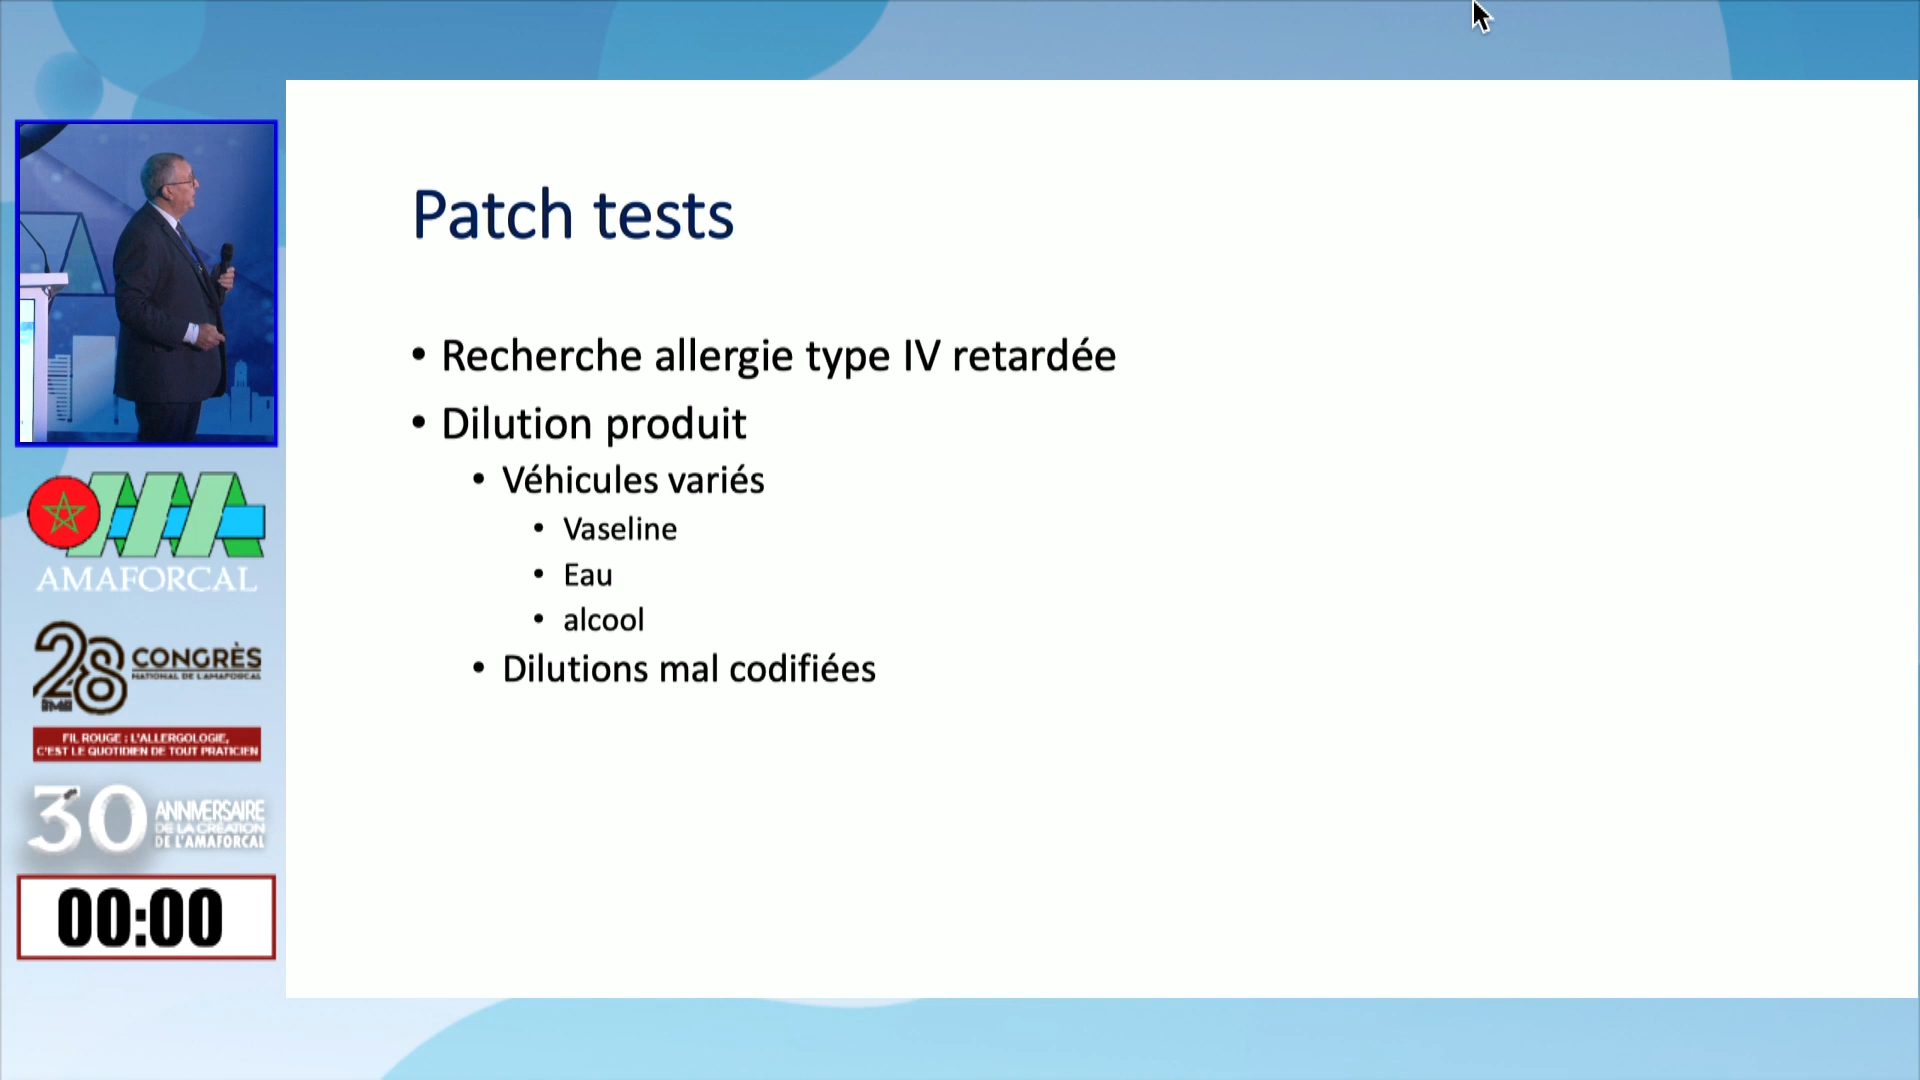 Patch tests
• Recherche allergie type IV retardée
• Dilution produit
• Véhicules variés
• Vaseline
• Eau
• alcool
• Dilutions mal codifiées
AMAFORCAL
28 CONGRÈS
NATIONAL DE L'AMAFORCAL
FIL ROUGE : L'ALLERGOLOGIE,
C'EST LE QUOTIDIEN DE TOUT PRATICIEN
30 ANNIVERSAIRE
DE LA CRÉATION
DE L'AMAFORCAL
00:00